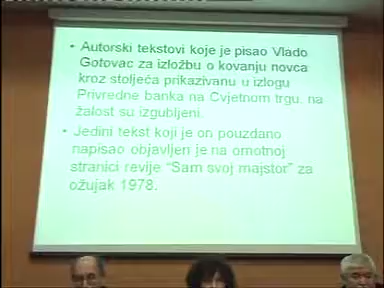 • Autorski tekstovi koje je pisao Vlado
Gotovac za izložbu o kovanju novca
kroz stoljeća prikazivanu u izlogu
Privredne banka na Cvjetnom trgu, na
žalost su izgubljeni.
• Jedini tekst koji je on pouzdano
napisao objavljen je na omotnoj
stranici revije "Sam svoj majstor" za
ožujak 1978.